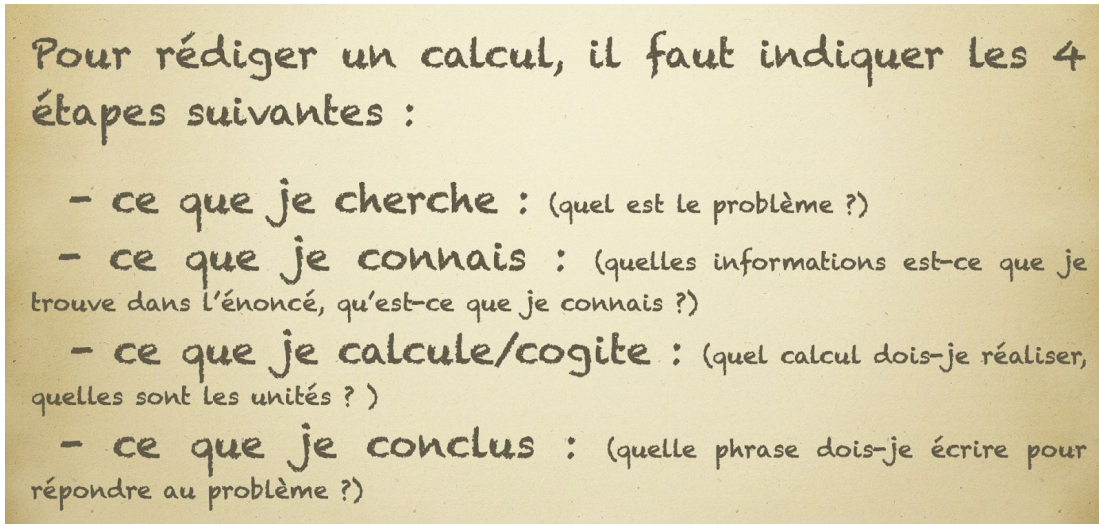 Pour rédiger un calcul, il faut indiquer les 4
étapes suivantes :
- ce que je cherche : (quel est le problème ?)
- ce que je connais : (quelles informations est-ce que je
trouve dans l'énoncé, qu'est-ce que je connais ?)
- ce que je calcule/cogite : (quel calcul dois-je réaliser,
quelles sont les unités ? )
- ce que je conclus : (quelle phrase dois-je écrire pour
répondre au problème ?)